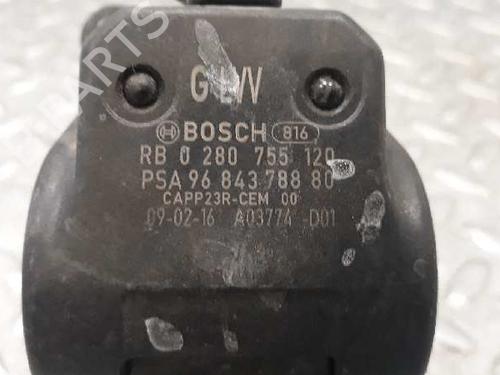 PARTS
BOSCH 816
RB 0 280 755 120
PSA 96 843 788 80
CAPP23R-CEM 00
09-02-16 A03774 -D01